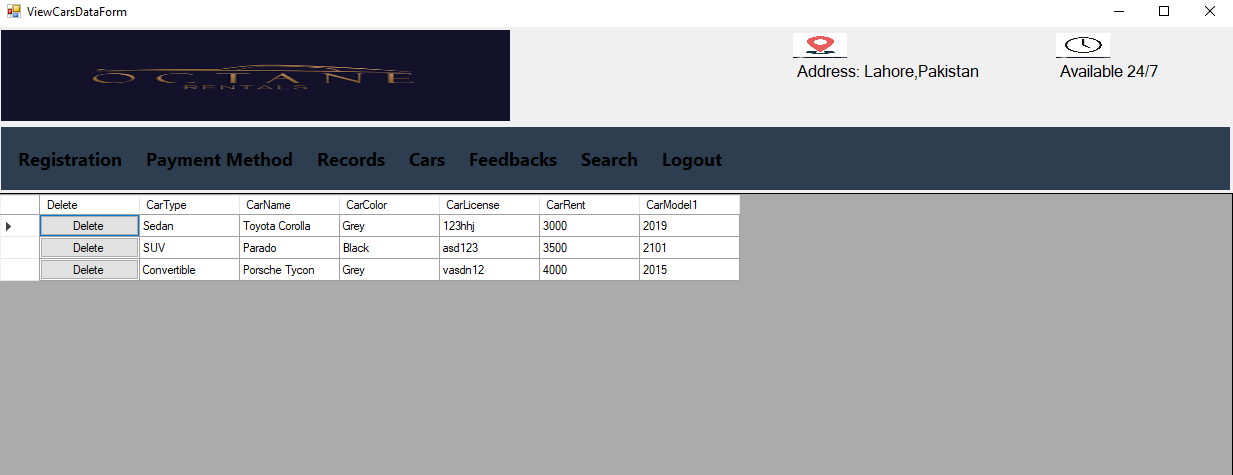 ViewCarsDataForm
OCTANE
RENTALS
Address: Lahore,Pakistan
Available 24/7
Registration Payment Method Records Cars Feedbacks Search Logout
Delete CarType CarName CarColor CarLicense CarRent CarModel1
Delete Sedan Toyota Corolla Grey 123hhj 3000 2019
Delete SUV Parado Black asd123 3500 2101
Delete Convertible Porsche Tycon Grey vasdn12 4000 2015